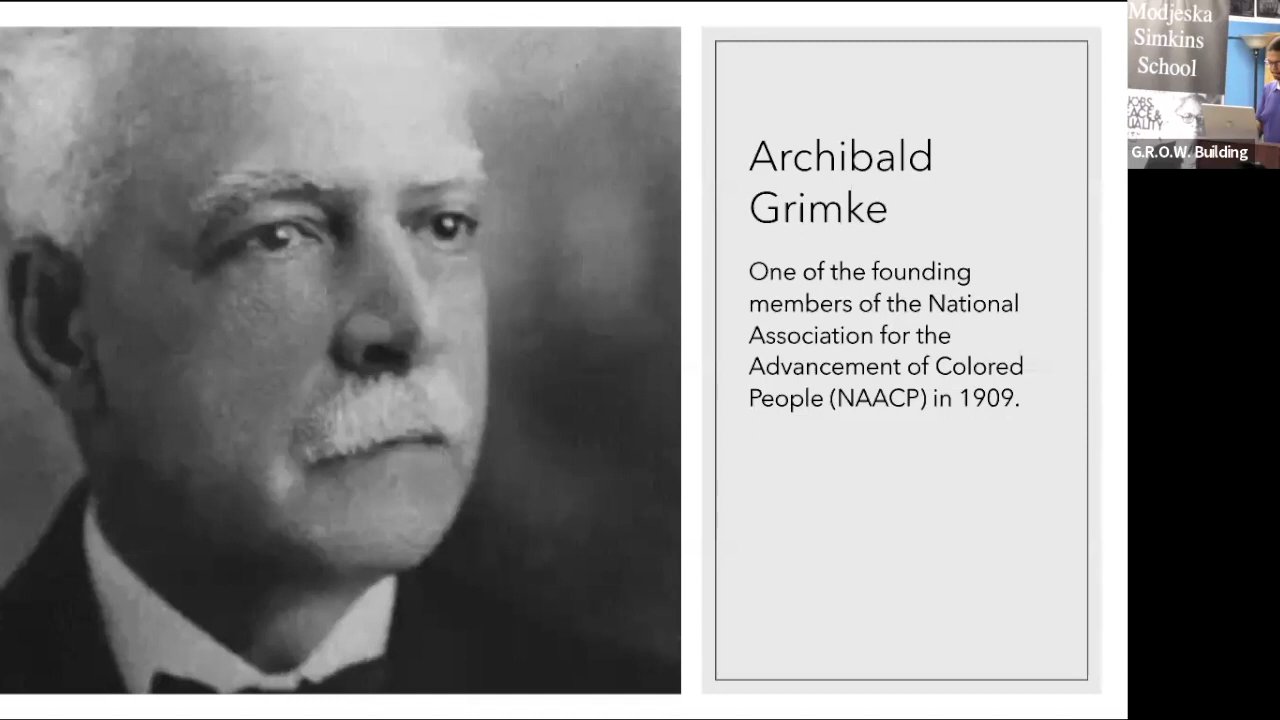 Archibald
Grimke
One of the founding
members of the National
Association for the
Advancement of Colored
People (NAACP) in 1909.
Modjeska
Simkins
School
G.R.O.W. Building